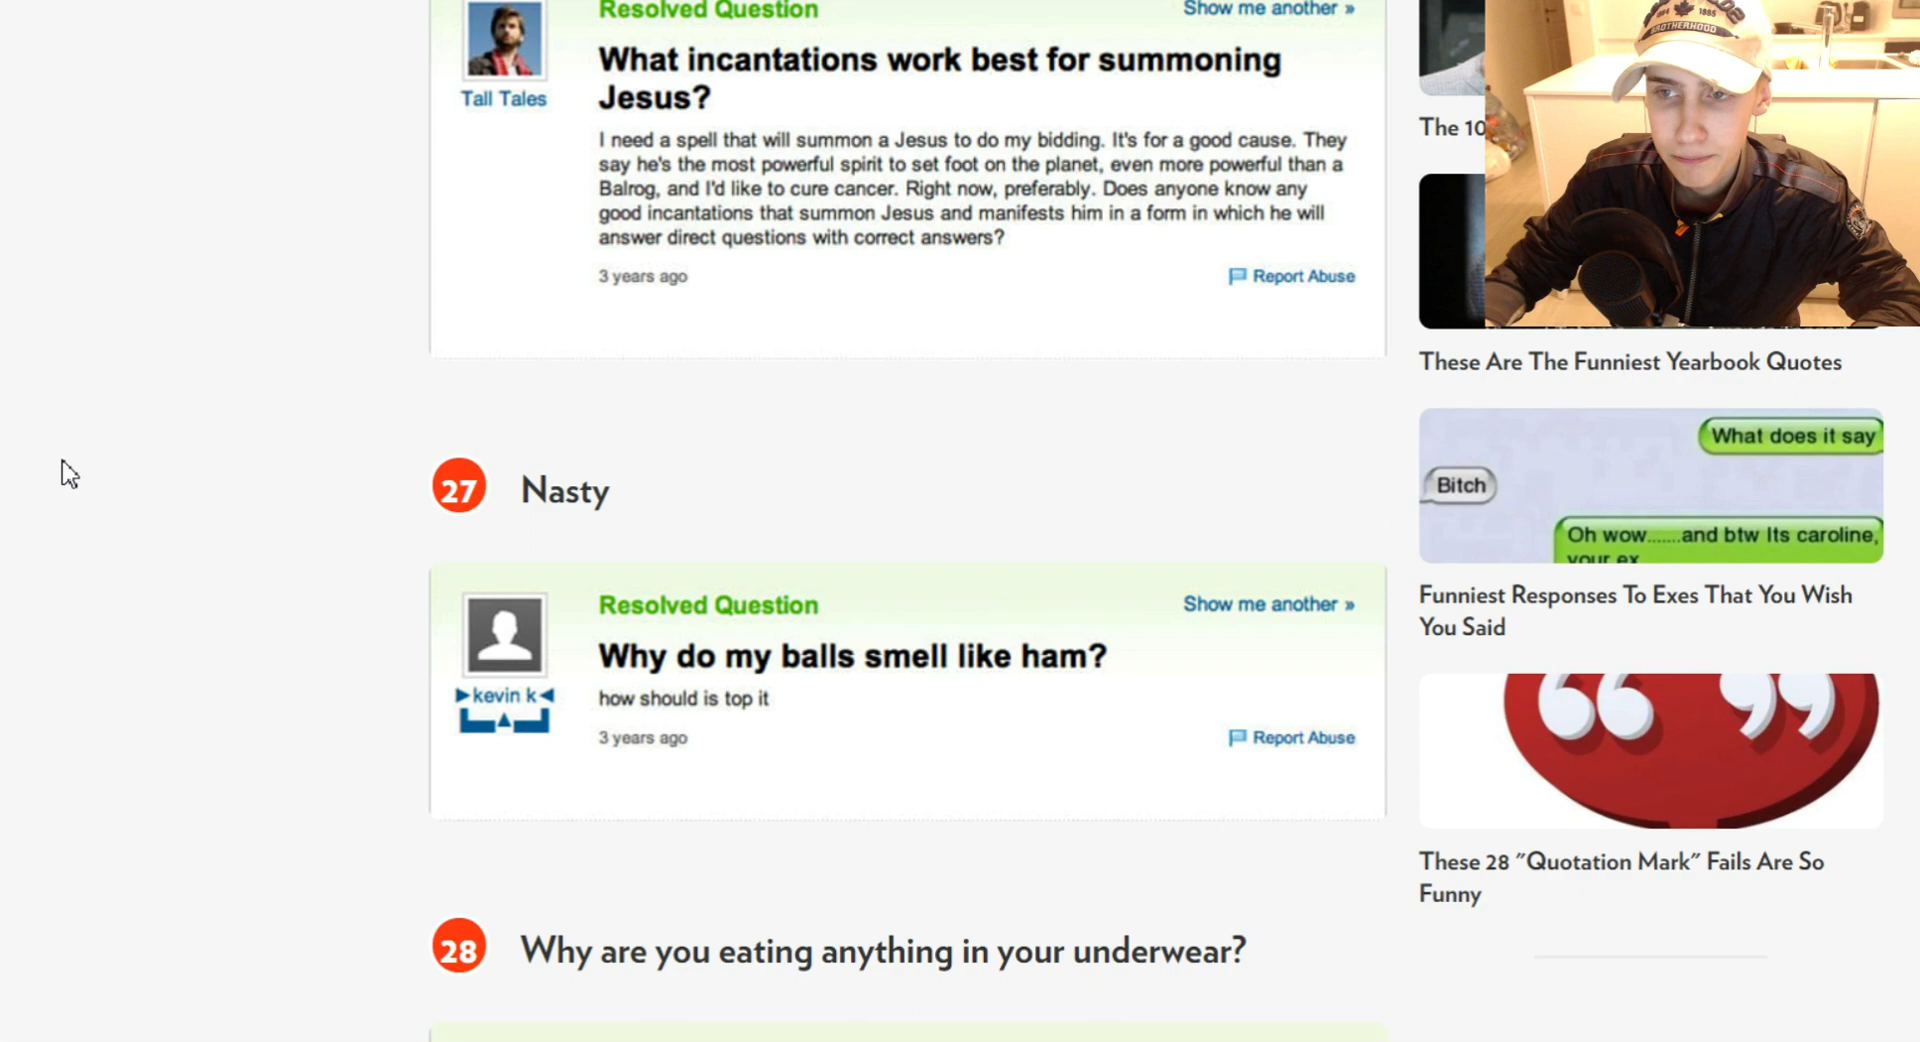 Resolved Question
Show me another »
What incantations work best for summoning
Jesus?
Tall Tales
I need a spell that will summon a Jesus to do my bidding. It's for a good cause. They
say he's the most powerful spirit to set foot on the planet, even more powerful than a
Balrog, and I'd like to cure cancer. Right now, preferably. Does anyone know any
good incantations that summon Jesus and manifests him in a form in which he will
answer direct questions with correct answers?
3 years ago
Report Abuse
27 Nasty
Resolved Question
Show me another »
Why do my balls smell like ham?
kevin k
how should is top it
3 years ago
Report Abuse
28 Why are you eating anything in your underwear?
1885
BROTHERHOOD
The 10
These Are The Funniest Yearbook Quotes
What does it say
Bitch
Oh wow.......and btw Its caroline,
your ex
Funniest Responses To Exes That You Wish
You Said
“ ”
These 28 "Quotation Mark" Fails Are So
Funny